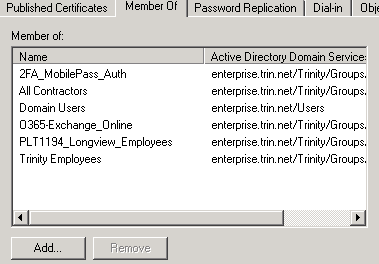 Published Certificates Member Of Password Replication Dial-in Obje
Member of:
Name Active Directory Domain Services
2FA_MobilePass_Auth enterprise.trin.net/Trinity/Groups.
All Contractors enterprise.trin.net/Trinity/Groups.
Domain Users enterprise.trin.net/Users
O365-Exchange_Online enterprise.trin.net/Trinity/Groups.
PLT1194_Longview_Employees enterprise.trin.net/Trinity/Groups.
Trinity Employees enterprise.trin.net/Trinity/Groups.
Add... Remove